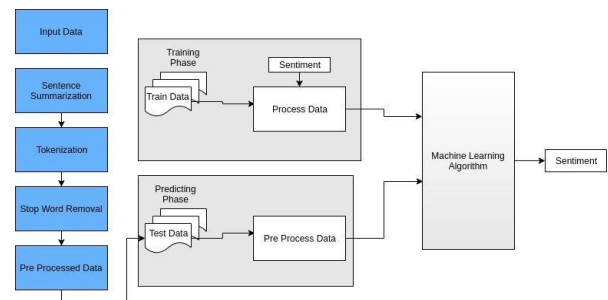 Input Data
Sentence
Summarization
Tokenization
Stop Word Removal
Pre Processed Data
Training
Phase
Train Data
Sentiment
Process Data
Predicting
Phase
Test Data
Pre Process Data
Machine Learning
Algorithm
Sentiment